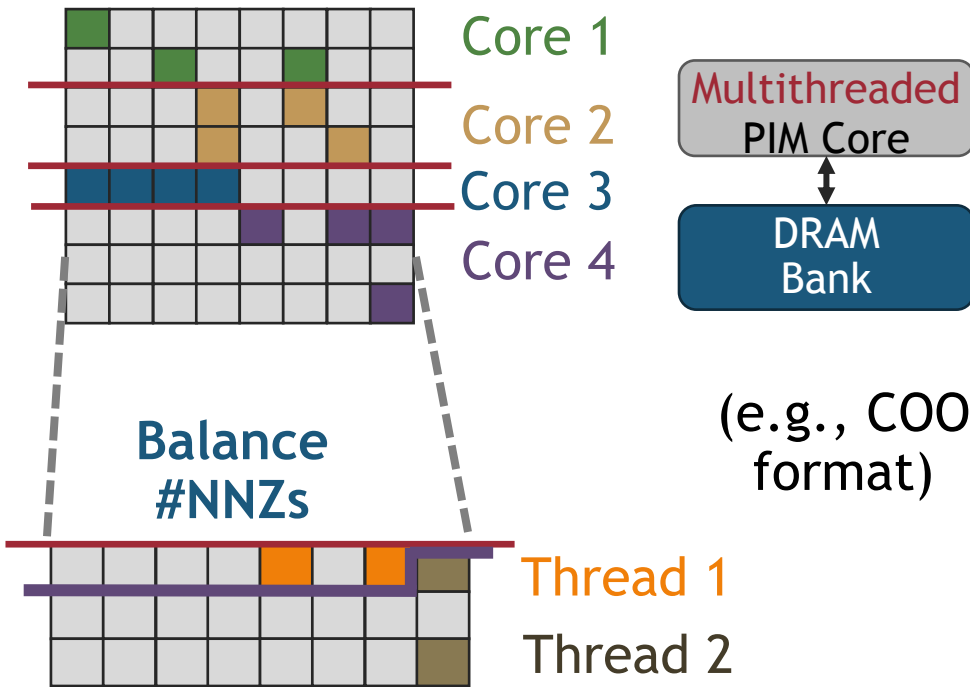 Core 1
Core 2
Core 3
Core 4
Multithreaded
PIM Core
DRAM
Bank
(e.g., COO
format)
Balance
#NNZs
Thread 1
Thread 2